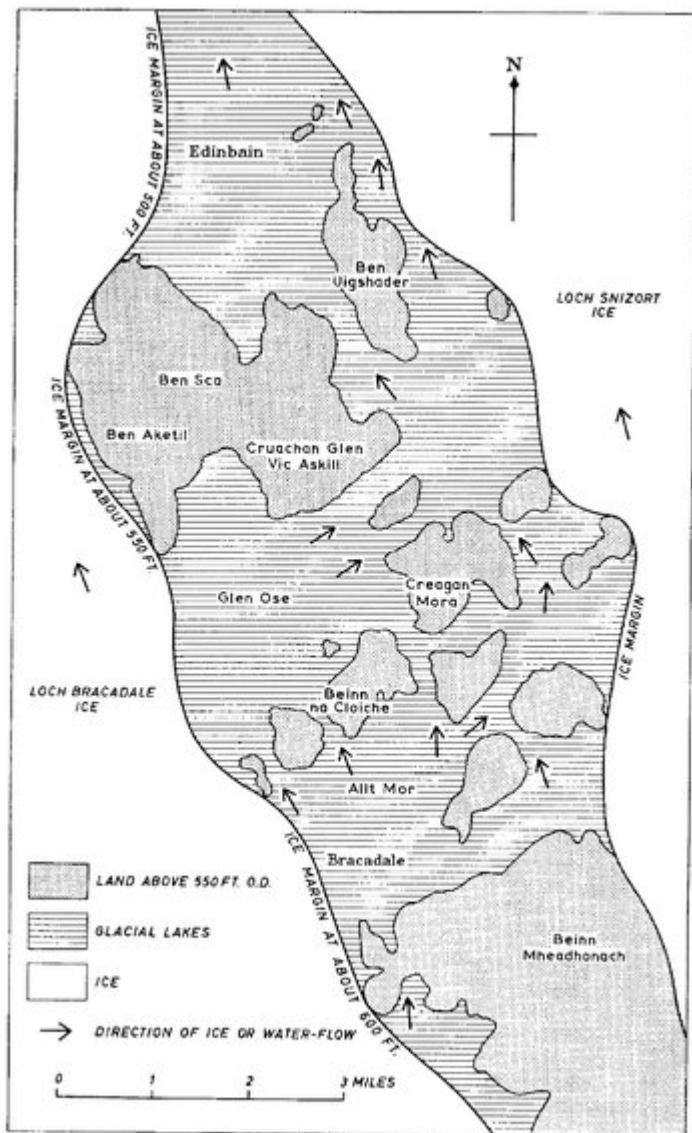 N
ICE MARGIN AT ABOUT 500 FT.
Edinbain
Ben
Uigshader
LOCH SNIZORT
ICE
Ben Sca
Ben Aketil
Cruachan Glen
Vic Askill
ICE MARGIN AT ABOUT 550 FT.
Glen Ose
Creagan
Mora
ICE MARGIN
LOCH BRACADALE
ICE
Beinn
na Cloiche
Allt Mor
Bracadale
ICE MARGIN AT ABOUT 600 FT.
Beinn
Mheadhonach
LAND ABOVE 550 FT. O.D.
GLACIAL LAKES
ICE
DIRECTION OF ICE OR WATER-FLOW
0 1 2 3 MILES